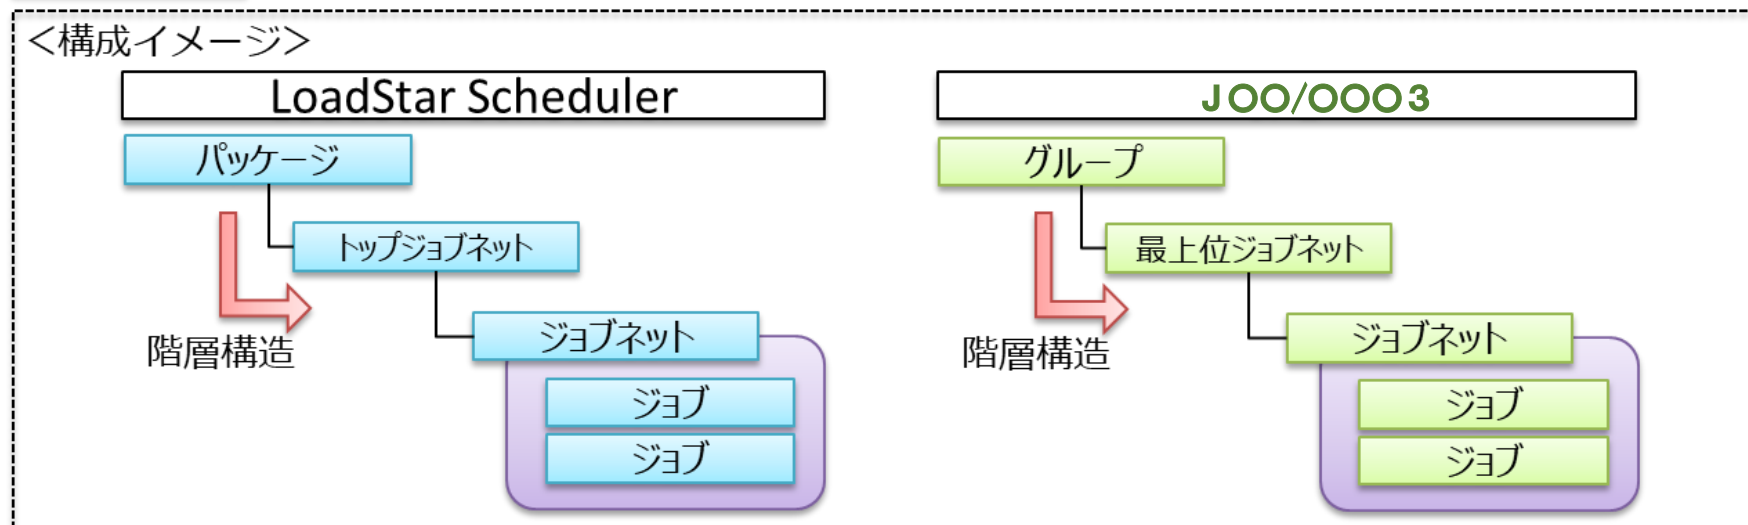 ＜構成イメージ＞
LoadStar Scheduler
パッケージ
トップジョブネット
階層構造
ジョブネット
ジョブ
ジョブ
J〇〇/〇〇〇3
グループ
最上位ジョブネット
階層構造
ジョブネット
ジョブ
ジョブ